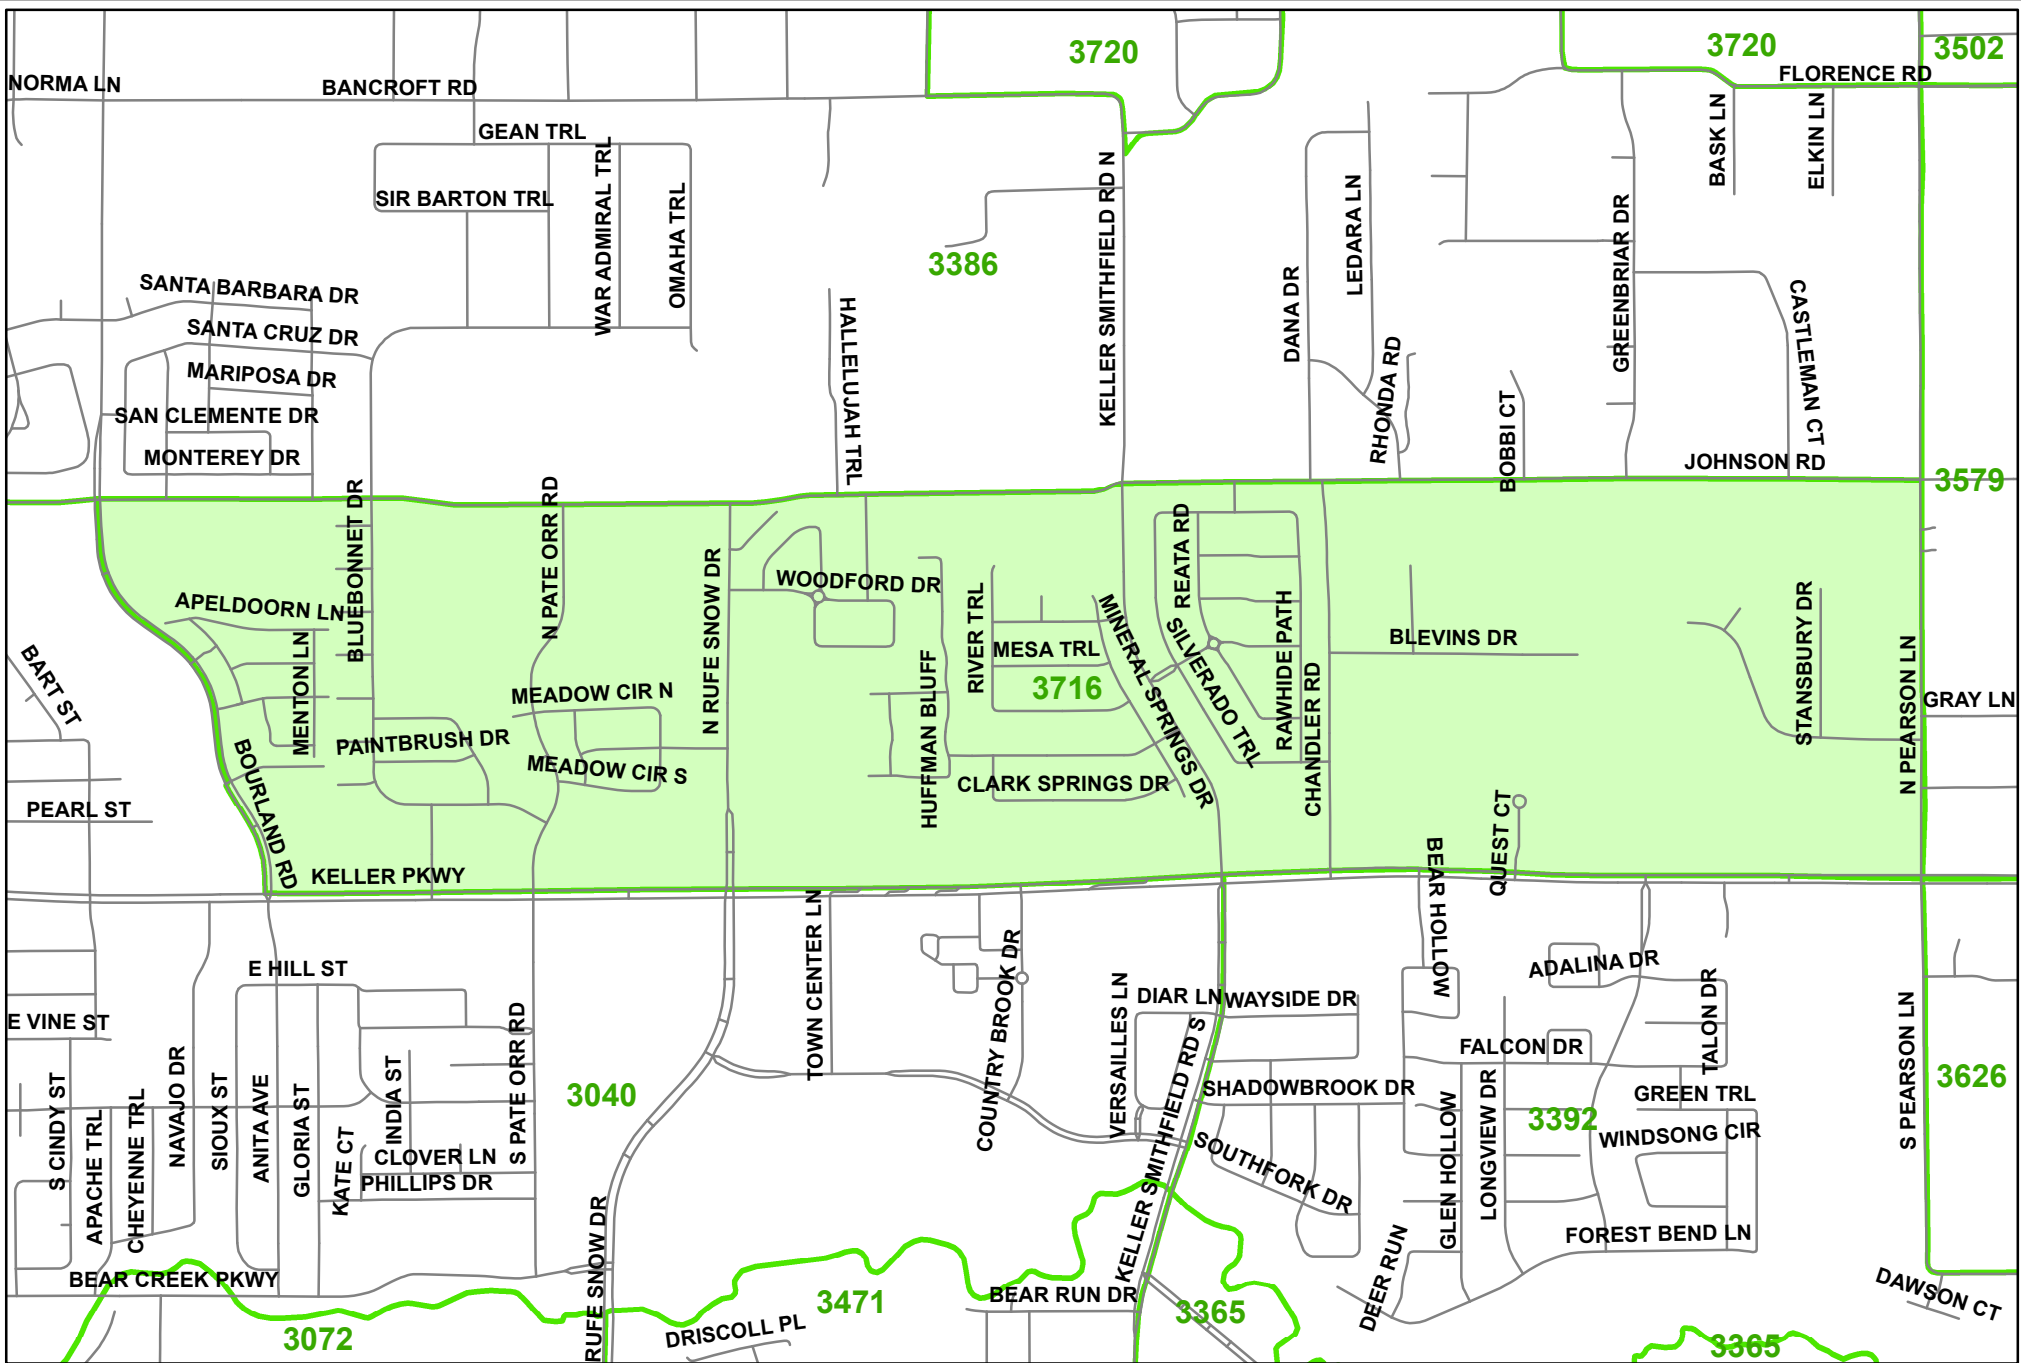 3720
3720
3502
NORMA LN
BANCROFT RD
FLORENCE RD
GEAN TRL
BASK LN
ELKIN LN
SIR BARTON TRL
WAR ADMIRAL TRL
OMAHA TRL
KELLER SMITHFIELD RD N
LEDARA LN
GREENBRIAR DR
3386
SANTA BARBARA DR
SANTA CRUZ DR
MARIPOSA DR
SAN CLEMENTE DR
MONTEREY DR
HALLELUJAH TRL
DANA DR
RHONDA RD
BOBBI CT
CASTLEMAN CT
JOHNSON RD
3579
BLUEBONNET DR
N PATE ORR RD
N RUFE SNOW DR
WOODFORD DR
REATA RD
APELDOORN LN
MENTON LN
RIVER TRL
MESA TRL
3716
MINERAL SPRINGS DR
SILVERADO TRL
RAWHIDE PATH
CHANDLER RD
BLEVINS DR
STANSBURY DR
N PEARSON LN
GRAY LN
BART ST
MEADOW CIR N
PAINTBRUSH DR
MEADOW CIR S
HUFFMAN BLUFF
CLARK SPRINGS DR
BOURLAND RD
PEARL ST
KELLER PKWY
QUEST CT
BEAR HOLLOW
TOWN CENTER LN
COUNTRY BROOK DR
E HILL ST
ADALINA DR
TALON DR
E VINE ST
DIAR LN
WAYSIDE DR
VERSAILLES LN
KELLER SMITHFIELD RD S
FALCON DR
S PEARSON LN
S CINDY ST
APACHE TRL
CHEYENNE TRL
NAVAJO DR
SIOUX ST
ANITA AVE
GLORIA ST
KATE CT
INDIA ST
S PATE ORR RD
3040
SHADOWBROOK DR
GREEN TRL
3626
3392
WINDSONG CIR
CLOVER LN
PHILLIPS DR
SOUTHFORK DR
GLEN HOLLOW
LONGVIEW DR
FOREST BEND LN
BEAR CREEK PKWY
RUFE SNOW DR
3471
BEAR RUN DR
3365
DEER RUN
DAWSON CT
3072
DRISCOLL PL
3365